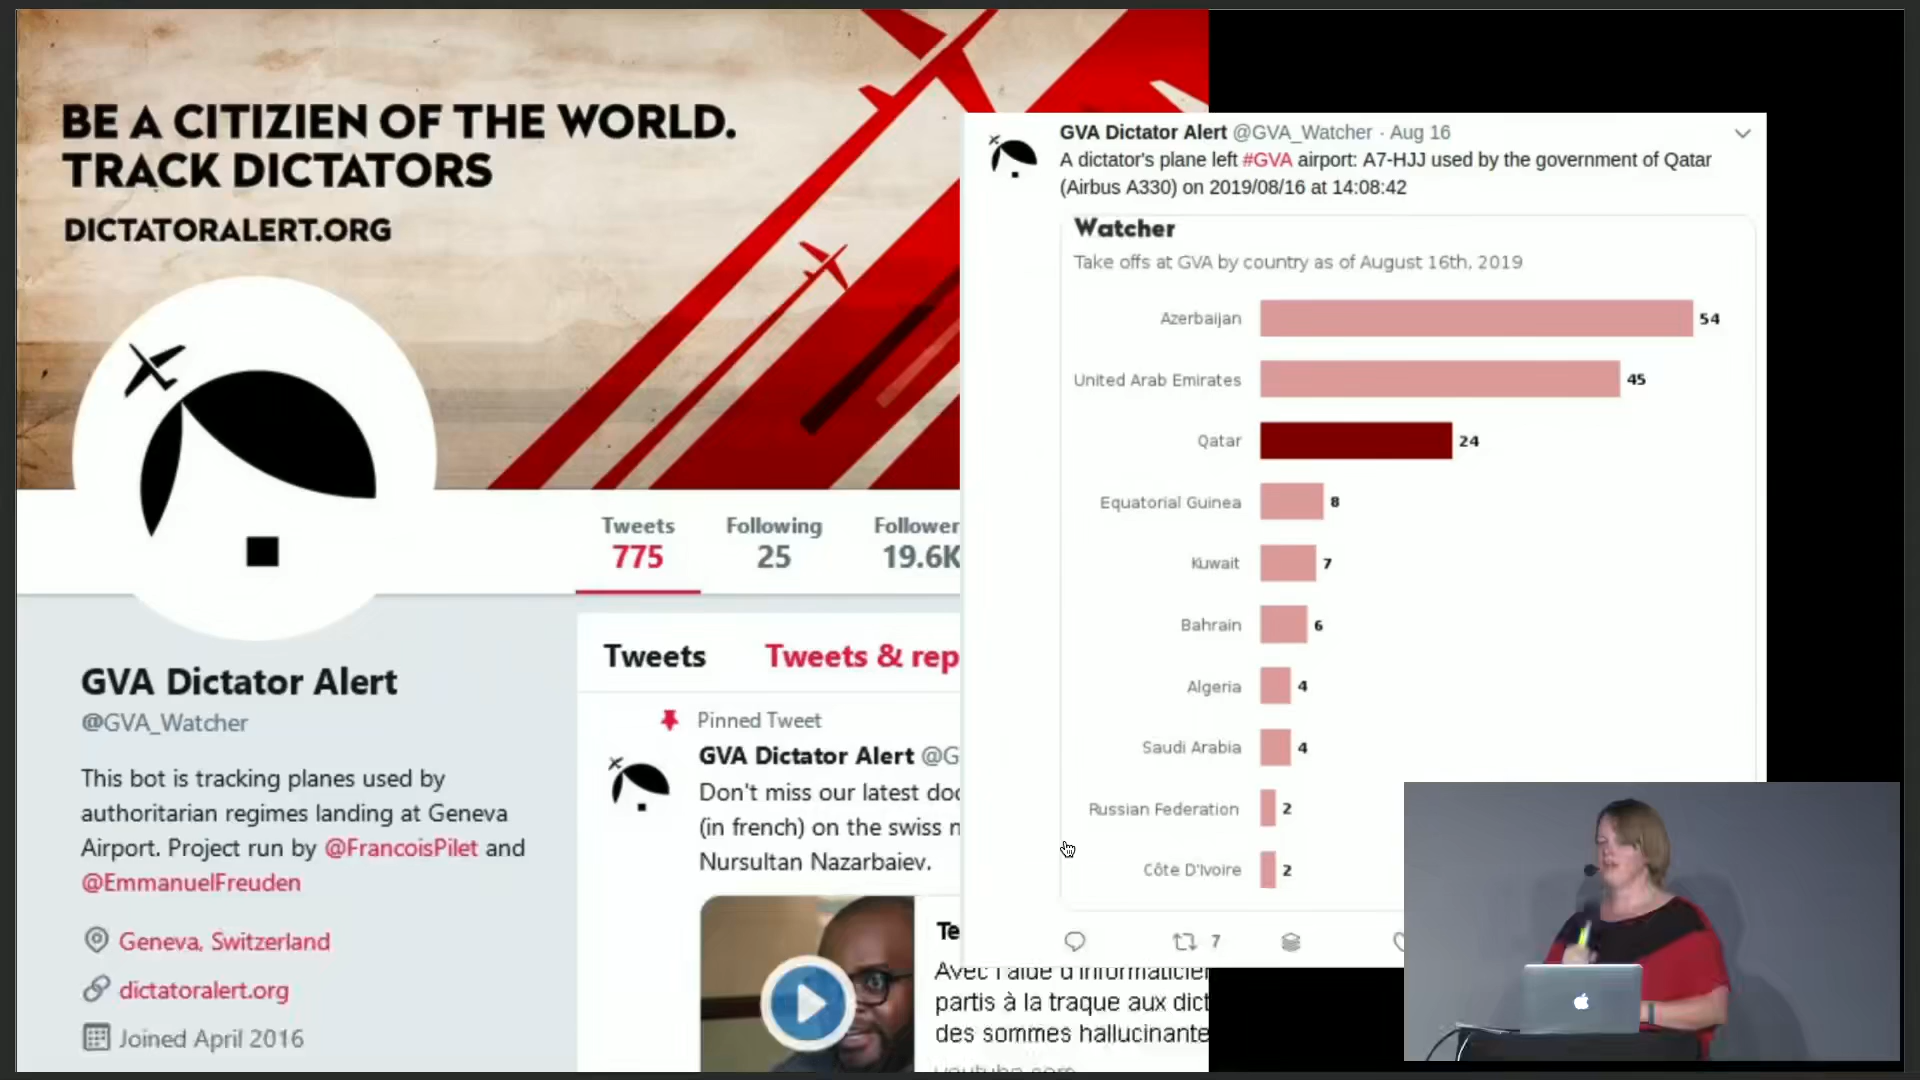 BE A CITIZIEN OF THE WORLD.
TRACK DICTATORS
DICTATORALERT.ORG
Tweets
775
Following
25
Follower
19.6K
GVA Dictator Alert
@GVA_Watcher
This bot is tracking planes used by
authoritarian regimes landing at Geneva
Airport. Project run by @FrancoisPilet and
@EmmanuelFreuden
Geneva, Switzerland
dictatoralert.org
Joined April 2016
Tweets
Tweets & rep
Pinned Tweet
GVA Dictator Alert @G
Don't miss our latest doc
(in french) on the swiss n
Nursultan Nazarbaiev.
Te
Avec l'aide d'informaticier
partis à la traque aux dict
des sommes hallucinante
youtube.com
GVA Dictator Alert @GVA_Watcher · Aug 16
A dictator's plane left #GVA airport: A7-HJJ used by the government of Qatar
(Airbus A330) on 2019/08/16 at 14:08:42
Watcher
Take offs at GVA by country as of August 16th, 2019
Azerbaijan 54
United Arab Emirates 45
Qatar 24
Equatorial Guinea 8
Kuwait 7
Bahrain 6
Algeria 4
Saudi Arabia 4
Russian Federation 2
Côte D'Ivoire 2
7